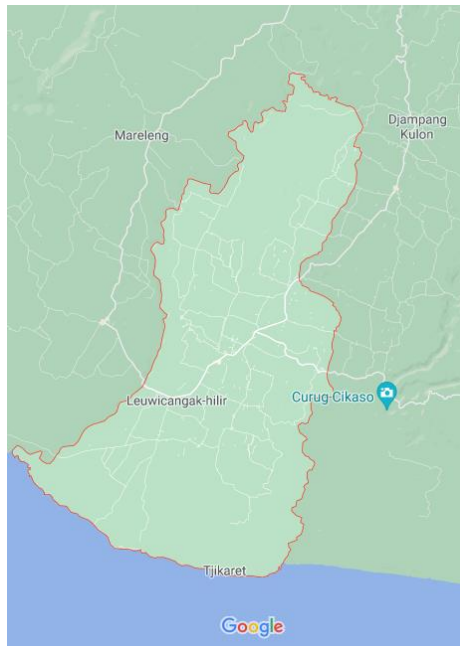 Mareleng
Djampang
Kulon
Curug-Cikaso
Leuwicangak-hilir
Tjikaret
Google